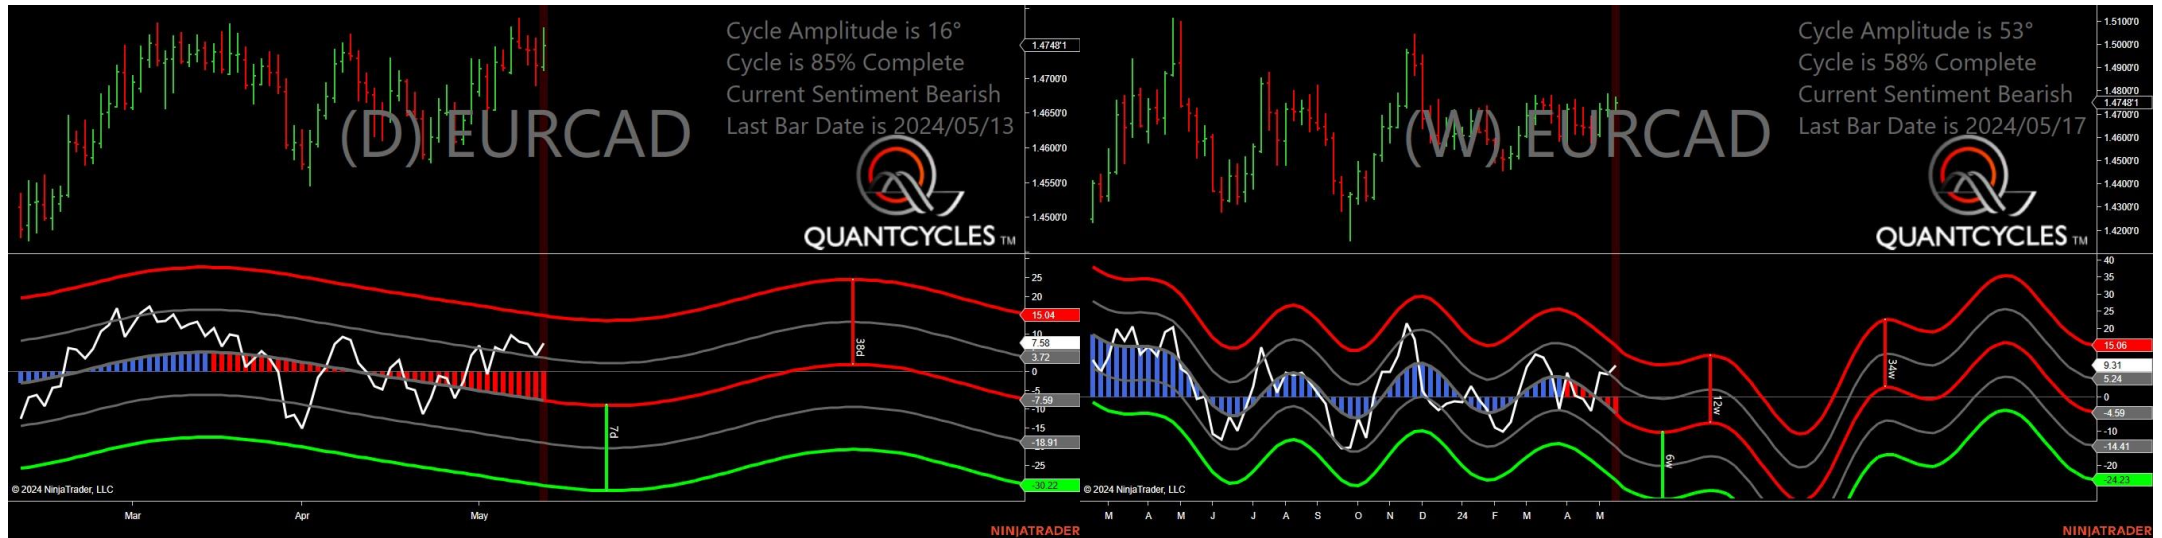 Cycle Amplitude is 16°
Cycle is 85% Complete
Current Sentiment Bearish
Last Bar Date is 2024/05/13
(D) EURCAD
QUANTCYCLES TM
1.4748'1
1.4700'0
1.4650'0
1.4600'0
1.4550'0
1.4500'0
25
20
15.04
10
7.58
3.72
0
-5
-7.59
-10
-15
-18.91
-25
-30.22
38d
7d
© 2024 NinjaTrader, LLC
Mar
Apr
May
NINJATRADER
Cycle Amplitude is 53°
Cycle is 58% Complete
Current Sentiment Bearish
Last Bar Date is 2024/05/17
(W) EURCAD
QUANTCYCLES TM
1.5100'0
1.5000'0
1.4900'0
1.4800'0
1.4748'1
1.4700'0
1.4600'0
1.4500'0
1.4400'0
1.4300'0
1.4200'0
40
35
30
25
20
15.06
9.31
5.24
0
-4.59
-10
-14.41
-20
-24.23
12w
34w
6w
© 2024 NinjaTrader, LLC
M A M J J A S O N D 24 F M A M
NINJATRADER